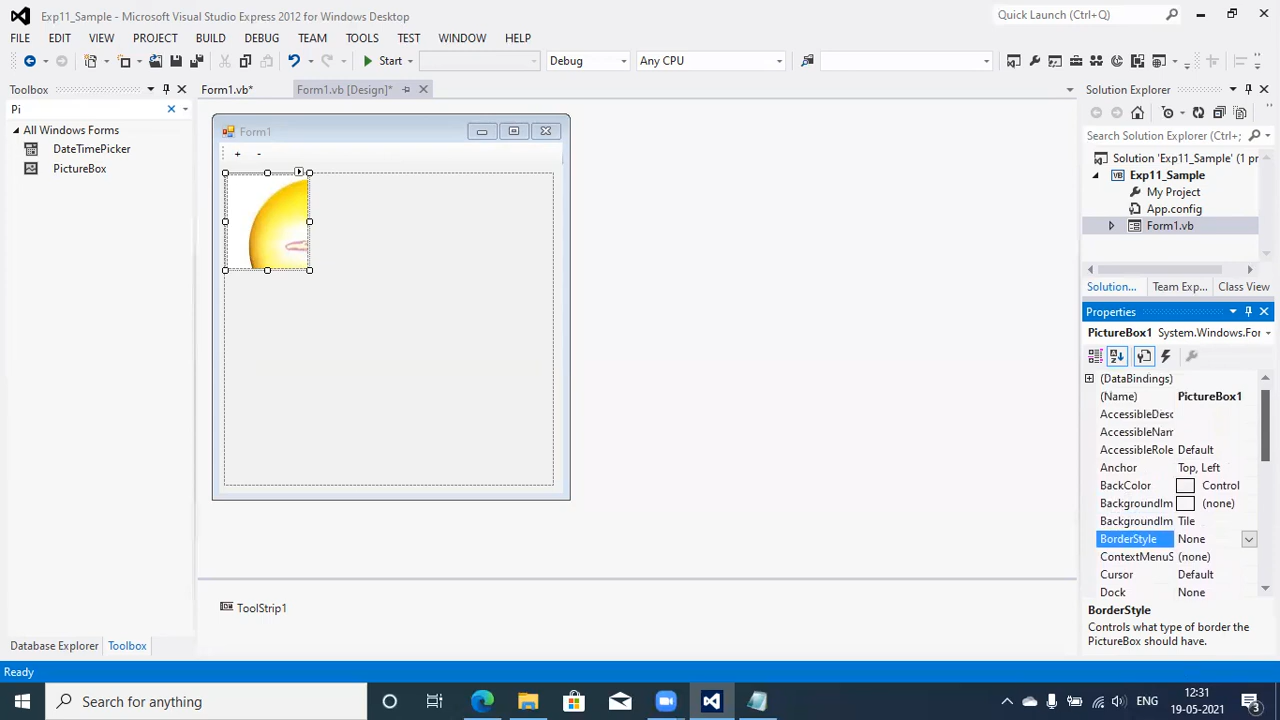 Exp11_Sample - Microsoft Visual Studio Express 2012 for Windows Desktop
Quick Launch (Ctrl+Q)
FILE EDIT VIEW PROJECT BUILD DEBUG TEAM TOOLS TEST WINDOW HELP
Start Debug Any CPU
Toolbox
Form1.vb* Form1.vb [Design]*
Solution Explorer
Pi
All Windows Forms
DateTimePicker
PictureBox
Form1
+ -
Search Solution Explorer (Ctrl+;
Solution 'Exp11_Sample' (1 pr
Exp11_Sample
My Project
App.config
Form1.vb
Solution... Team Exp... Class View
Properties
PictureBox1 System.Windows.For
(DataBindings)
(Name) PictureBox1
AccessibleDesc
AccessibleNam
AccessibleRole Default
Anchor Top, Left
BackColor Control
BackgroundIm (none)
BackgroundIm Tile
BorderStyle None
ContextMenuS (none)
Cursor Default
Dock None
BorderStyle
Controls what type of border the
PictureBox should have.
ToolStrip1
Database Explorer Toolbox
Ready
Search for anything
ENG
12:31
19-05-2021
3